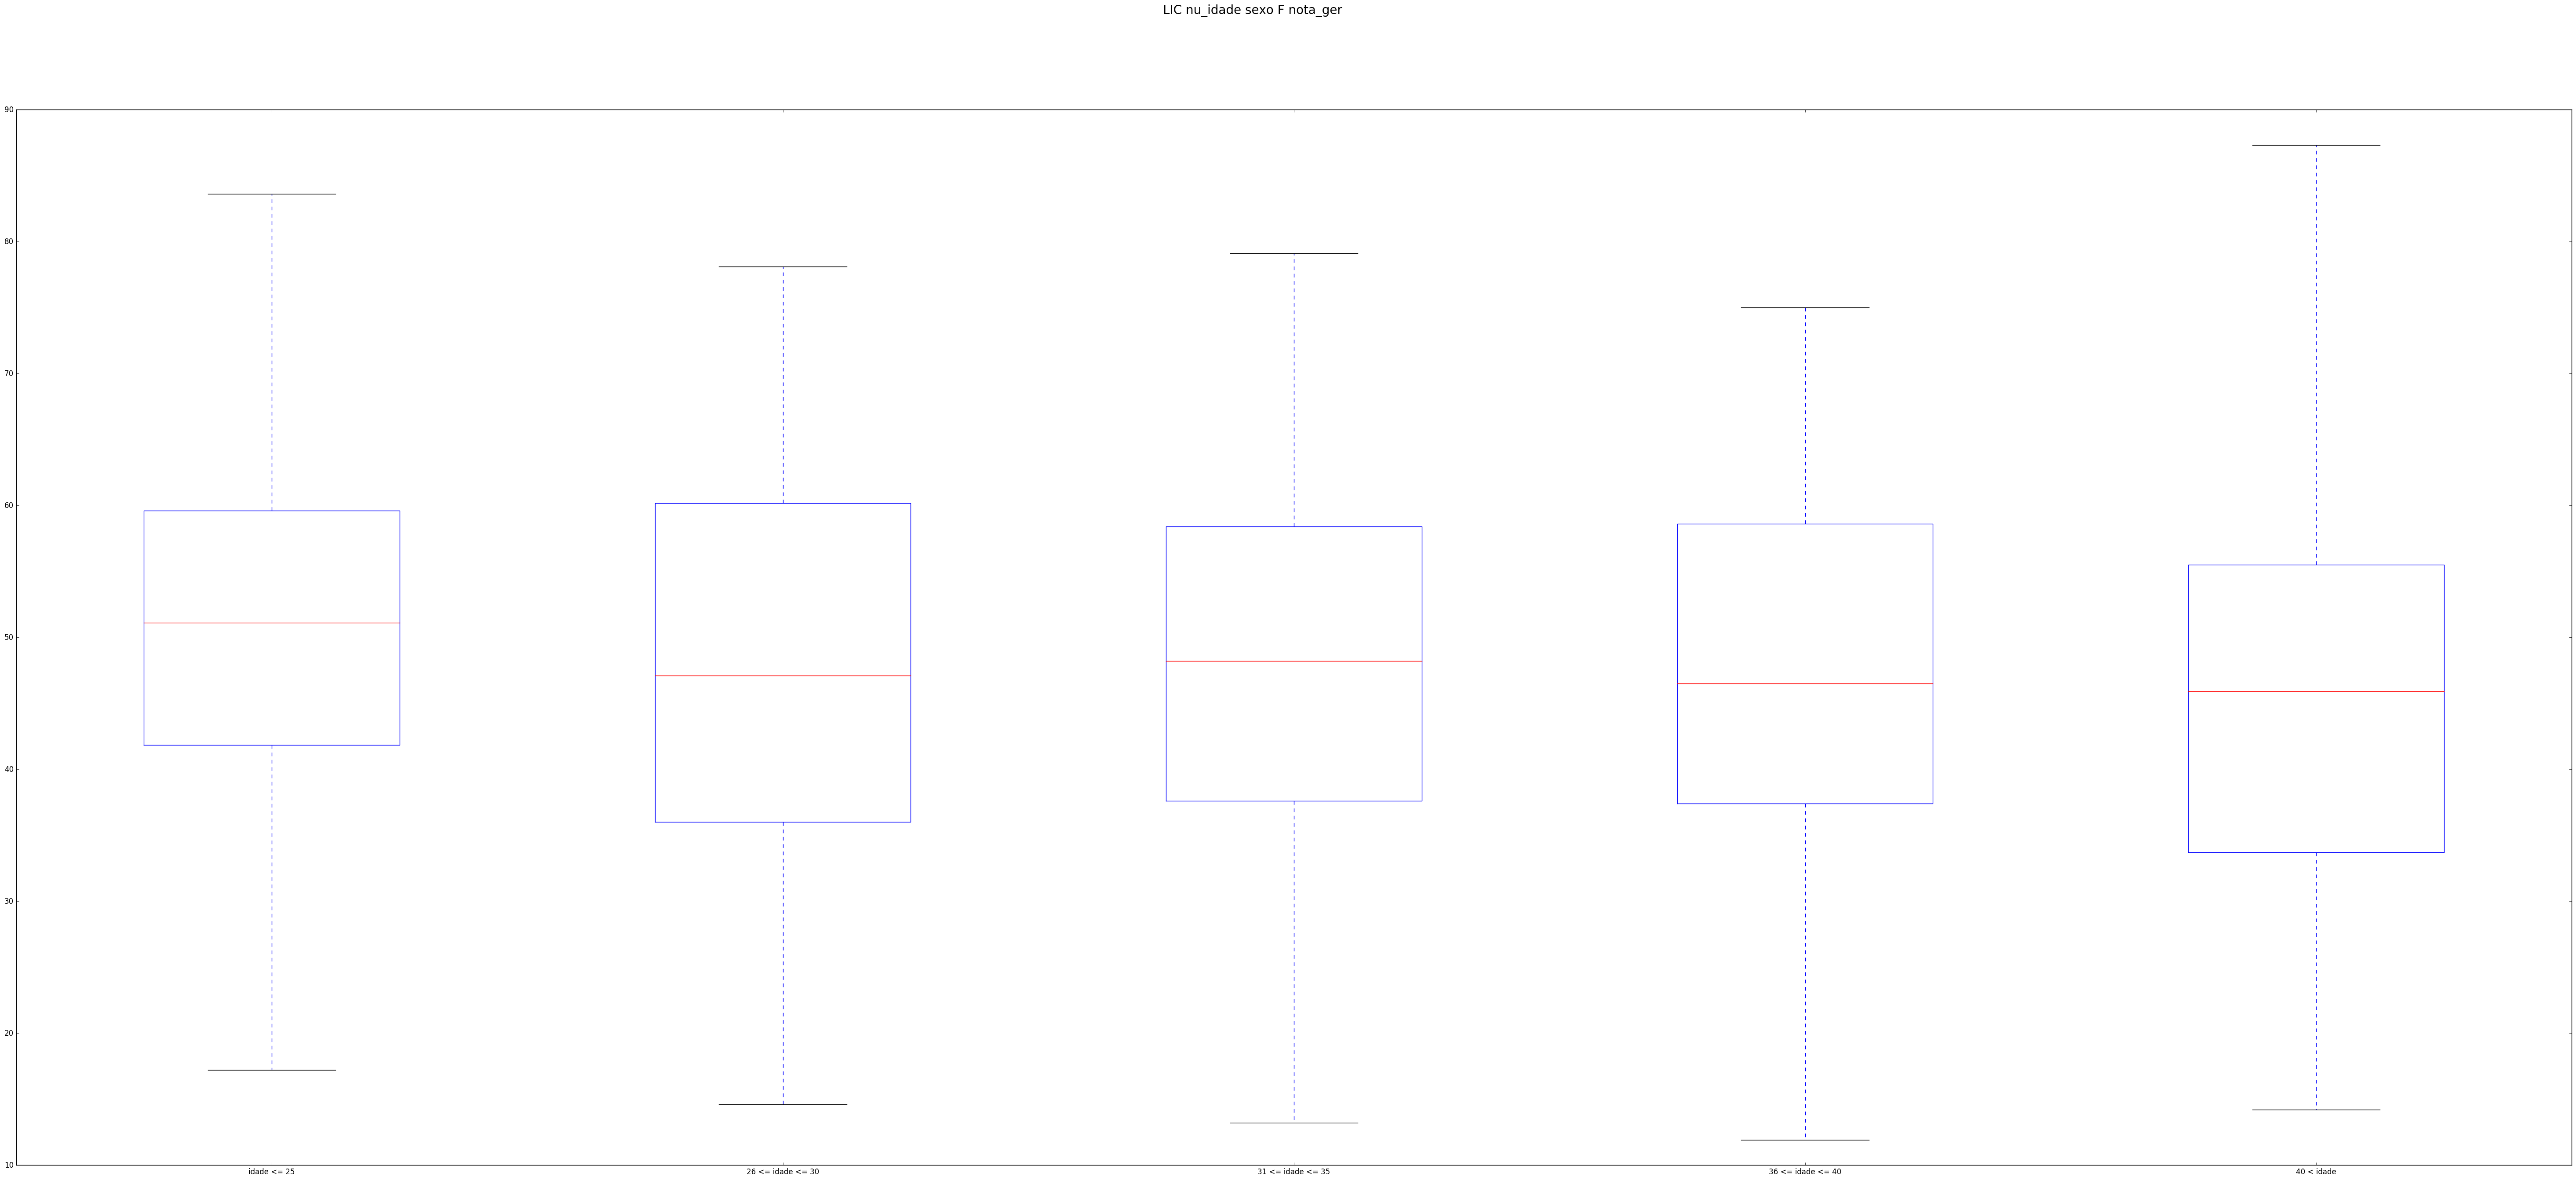 LIC nu_idade sexo F nota_ger
90
80
70
60
50
40
30
20
10
idade <= 25
26 <= idade <= 30
31 <= idade <= 35
36 <= idade <= 40
40 < idade